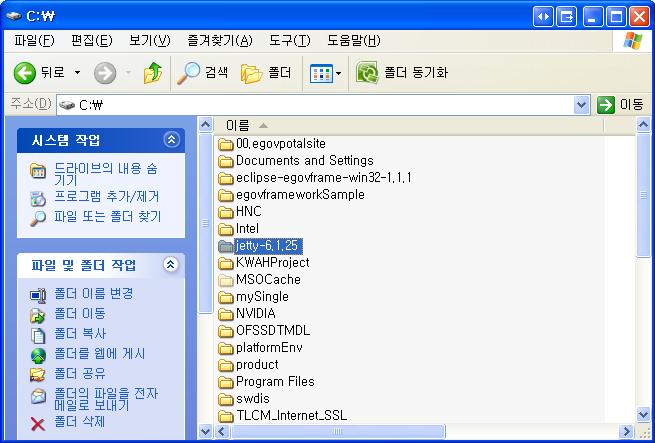 C:₩
파일(F) 편집(E) 보기(V) 즐겨찾기(A) 도구(T) 도움말(H)
뒤로 검색 폴더 폴더 동기화
주소(D) C:₩ 이동
시스템 작업
드라이브의 내용 숨
기기
프로그램 추가/제거
파일 또는 폴더 찾기
파일 및 폴더 작업
폴더 이름 변경
폴더 이동
폴더 복사
폴더를 웹에 게시
폴더 공유
폴더의 파일을 전자
메일로 보내기
폴더 삭제
이름
00.egovpotalsite
Documents and Settings
eclipse-egovframe-win32-1.1.1
egovframeworkSample
HNC
Intel
jetty-6.1.25
KWAHProject
MSOCache
mySingle
NVIDIA
OFSSDTMDL
platformEnv
product
Program Files
swdis
TLCM_Internet_SSL